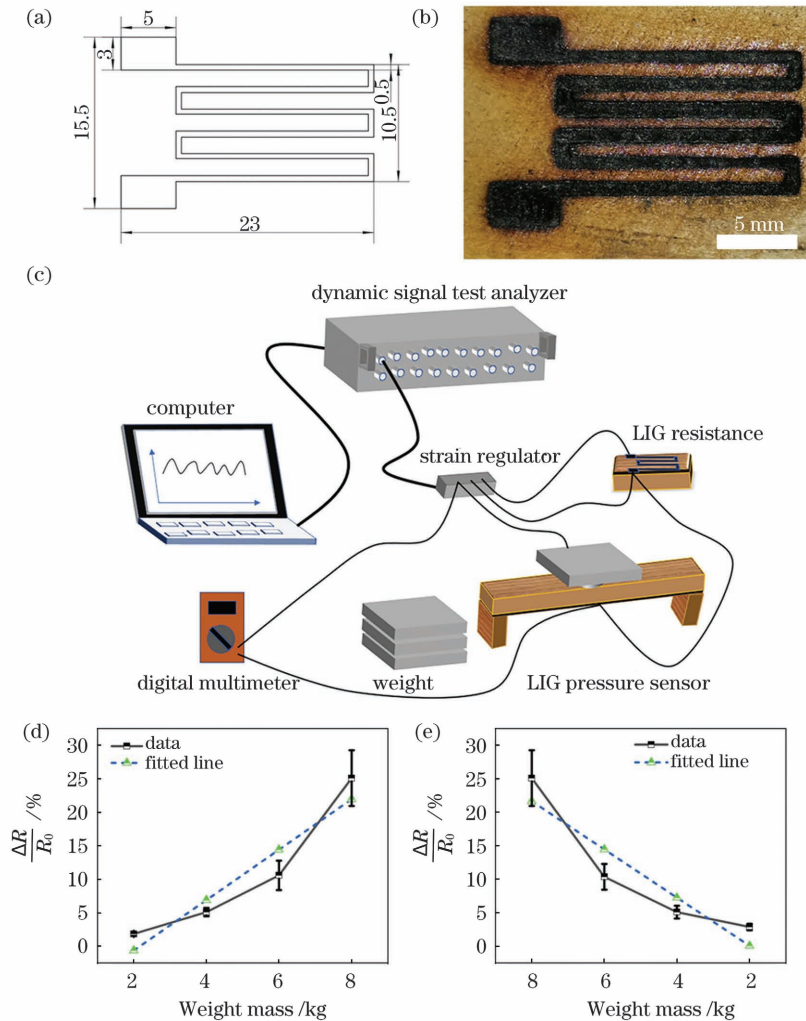 (a)
5
3
15.5
0.5
10.5
23
(b)
5 mm
(c)
dynamic signal test analyzer
computer
strain regulator
LIG resistance
digital multimeter
weight
LIG pressure sensor
(d)
data
fitted line
ΔR/R₀ /%
30
25
20
15
10
5
0
2 4 6 8
Weight mass /kg
(e)
data
fitted line
ΔR/R₀ /%
30
25
20
15
10
5
0
8 6 4 2
Weight mass /kg